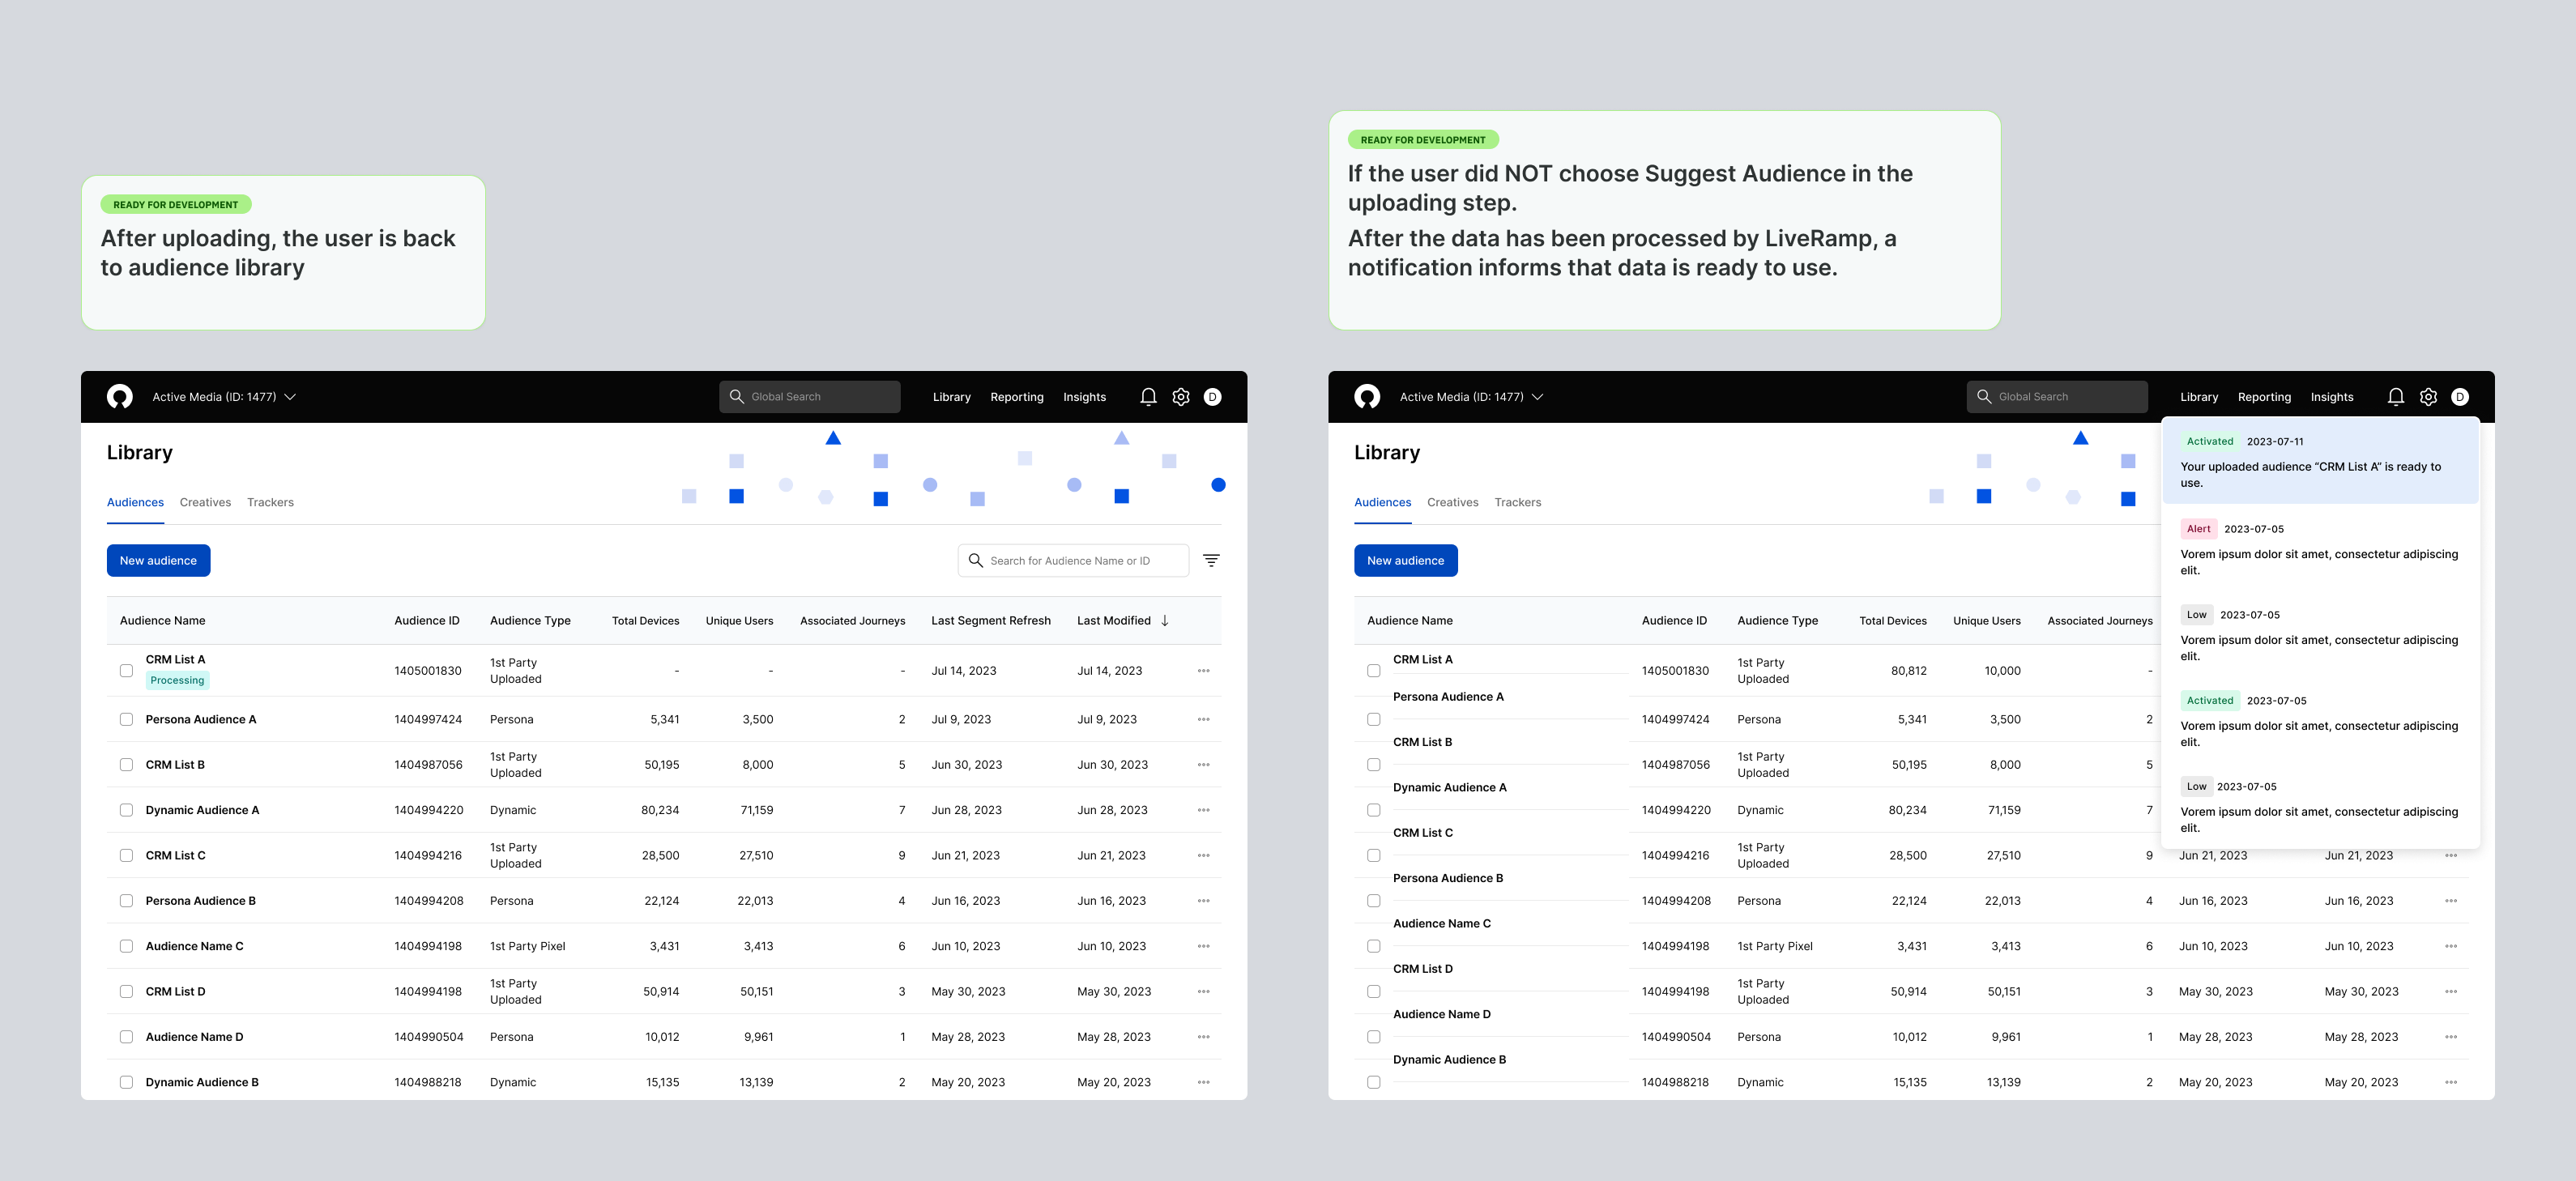 READY FOR DEVELOPMENT
After uploading, the user is back
to audience library
READY FOR DEVELOPMENT
If the user did NOT choose Suggest Audience in the
uploading step.
After the data has been processed by LiveRamp, a
notification informs that data is ready to use.
Active Media (ID: 1477) Global Search Library Reporting Insights D
Library
Audiences Creatives Trackers
New audience Search for Audience Name or ID
Audience Name Audience ID Audience Type Total Devices Unique Users Associated Journeys Last Segment Refresh Last Modified
CRM List A Processing 1405001830 1st Party Uploaded - - - Jul 14, 2023 Jul 14, 2023
Persona Audience A 1404997424 Persona 5,341 3,500 2 Jul 9, 2023 Jul 9, 2023
CRM List B 1404987056 1st Party Uploaded 50,195 8,000 5 Jun 30, 2023 Jun 30, 2023
Dynamic Audience A 1404994220 Dynamic 80,234 71,159 7 Jun 28, 2023 Jun 28, 2023
CRM List C 1404994216 1st Party Uploaded 28,500 27,510 9 Jun 21, 2023 Jun 21, 2023
Persona Audience B 1404994208 Persona 22,124 22,013 4 Jun 16, 2023 Jun 16, 2023
Audience Name C 1404994198 1st Party Pixel 3,431 3,413 6 Jun 10, 2023 Jun 10, 2023
CRM List D 1404994198 1st Party Uploaded 50,914 50,151 3 May 30, 2023 May 30, 2023
Audience Name D 1404990504 Persona 10,012 9,961 1 May 28, 2023 May 28, 2023
Dynamic Audience B 1404988218 Dynamic 15,135 13,139 2 May 20, 2023 May 20, 2023
Active Media (ID: 1477) Global Search Library Reporting Insights D
Library
Audiences Creatives Trackers
New audience
Audience Name Audience ID Audience Type Total Devices Unique Users Associated Journeys
CRM List A 1405001830 1st Party Uploaded 80,812 10,000 -
Persona Audience A 1404997424 Persona 5,341 3,500 2
CRM List B 1404987056 1st Party Uploaded 50,195 8,000 5
Dynamic Audience A 1404994220 Dynamic 80,234 71,159 7
CRM List C 1404994216 1st Party Uploaded 28,500 27,510 9 Jun 21, 2023 Jun 21, 2023
Persona Audience B 1404994208 Persona 22,124 22,013 4 Jun 16, 2023 Jun 16, 2023
Audience Name C 1404994198 1st Party Pixel 3,431 3,413 6 Jun 10, 2023 Jun 10, 2023
CRM List D 1404994198 1st Party Uploaded 50,914 50,151 3 May 30, 2023 May 30, 2023
Audience Name D 1404990504 Persona 10,012 9,961 1 May 28, 2023 May 28, 2023
Dynamic Audience B 1404988218 Dynamic 15,135 13,139 2 May 20, 2023 May 20, 2023
Activated 2023-07-11
Your uploaded audience “CRM List A” is ready to
use.
Alert 2023-07-05
Vorem ipsum dolor sit amet, consectetur adipiscing
elit.
Low 2023-07-05
Vorem ipsum dolor sit amet, consectetur adipiscing
elit.
Activated 2023-07-05
Vorem ipsum dolor sit amet, consectetur adipiscing
elit.
Low 2023-07-05
Vorem ipsum dolor sit amet, consectetur adipiscing
elit.